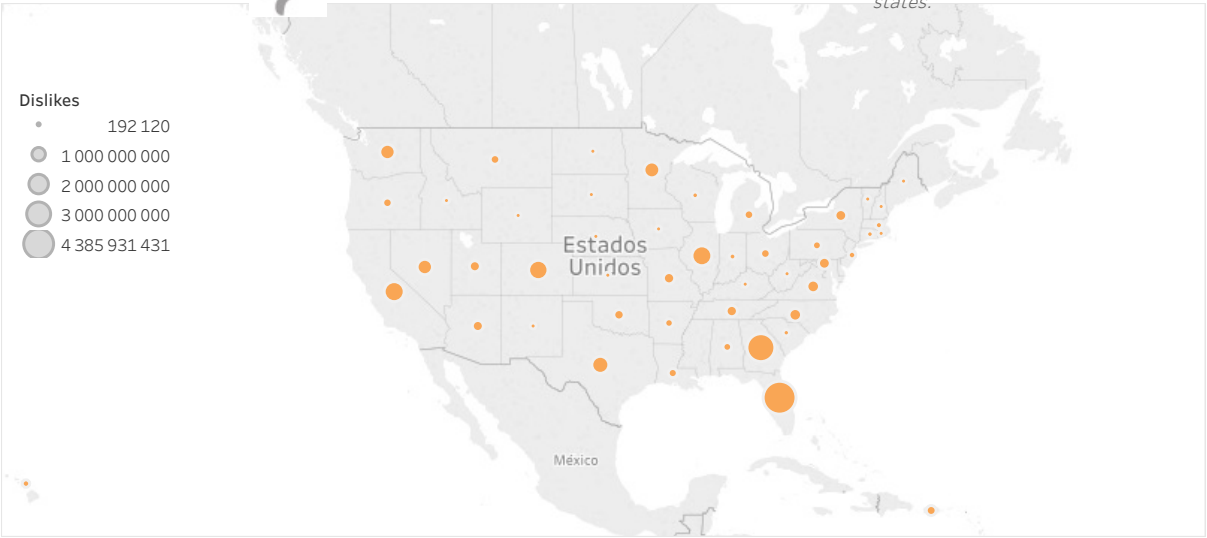 states.
Dislikes
192 120
1 000 000 000
2 000 000 000
3 000 000 000
4 385 931 431
Estados
Unidos
México